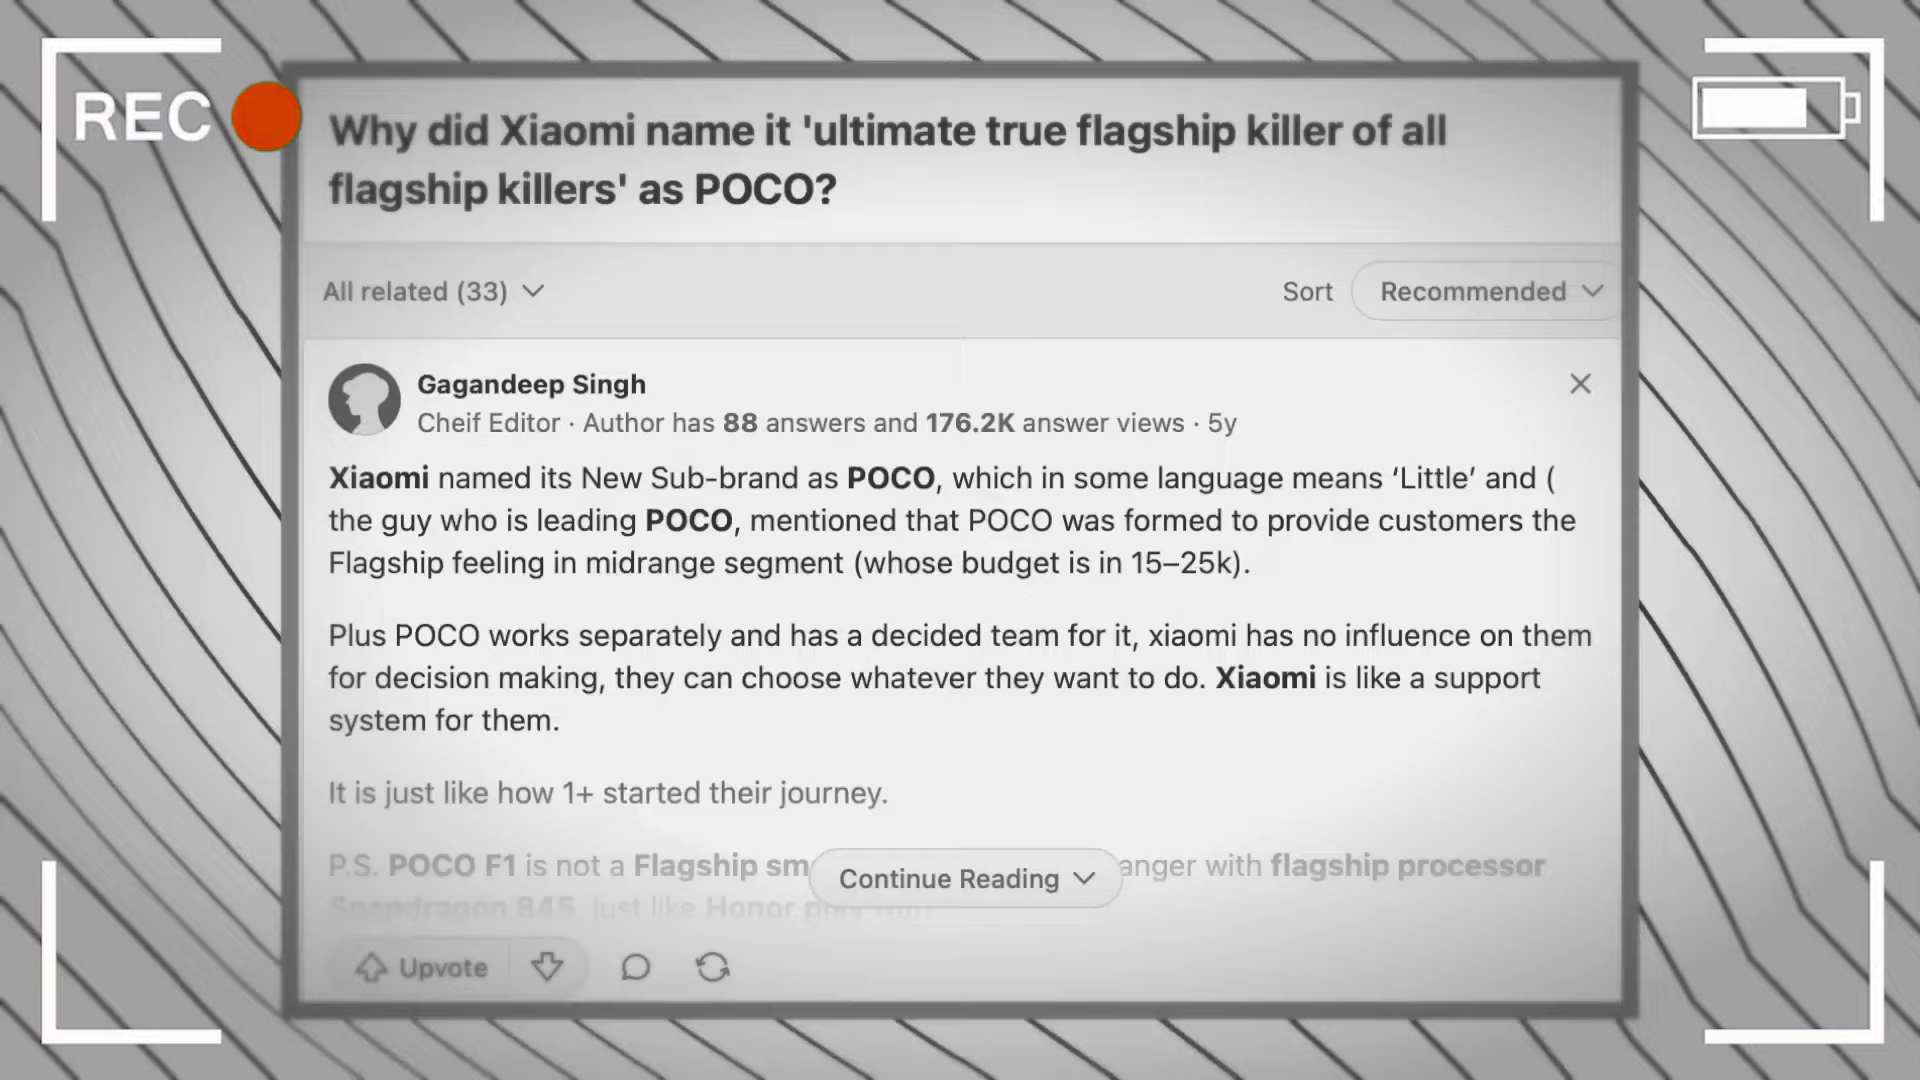 REC
Why did Xiaomi name it 'ultimate true flagship killer of all
flagship killers' as POCO?
All related (33)
Sort Recommended
Gagandeep Singh
Cheif Editor · Author has 88 answers and 176.2K answer views · 5y
Xiaomi named its New Sub-brand as POCO, which in some language means ‘Little’ and (
the guy who is leading POCO, mentioned that POCO was formed to provide customers the
Flagship feeling in midrange segment (whose budget is in 15–25k).
Plus POCO works separately and has a decided team for it, xiaomi has no influence on them
for decision making, they can choose whatever they want to do. Xiaomi is like a support
system for them.
It is just like how 1+ started their journey.
P.S. POCO F1 is not a Flagship sm anger with flagship processor
Continue Reading
Snapdragon 845, just like Honor play
Upvote